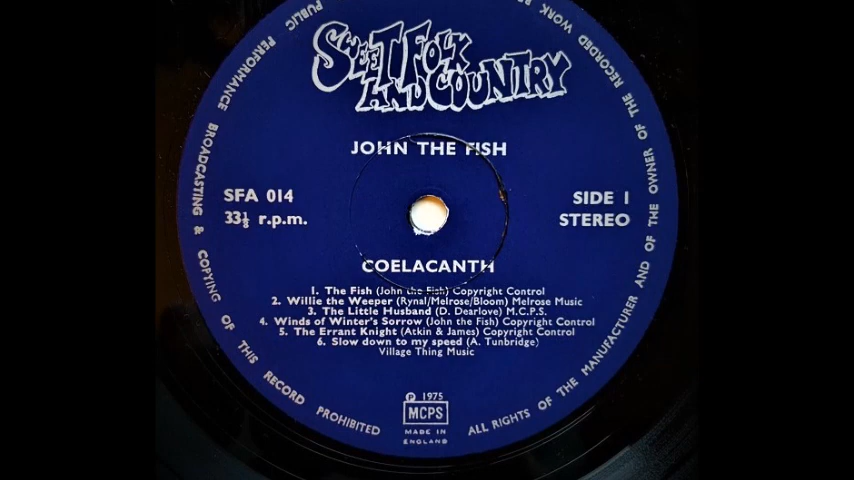 SWEET FOLK
AND COUNTRY
JOHN THE FISH
SFA 014
33⅓ r.p.m.
SIDE 1
STEREO
COELACANTH
1. The Fish (John the Fish) Copyright Control
2. Willie the Weeper (Rynal/Melrose/Bloom) Melrose Music
3. The Little Husband (D. Dearlove) M.C.P.S.
4. Winds of Winter's Sorrow (John the Fish) Copyright Control
5. The Errant Knight (Atkin & James) Copyright Control
6. Slow down to my speed (A. Tunbridge)
Village Thing Music
℗ 1975
MCPS
MADE IN
ENGLAND
ALL RIGHTS OF THE MANUFACTURER AND OF THE OWNER OF THE RECORDED WORK
PUBLIC PERFORMANCE BROADCASTING & COPYING OF THIS RECORD PROHIBITED